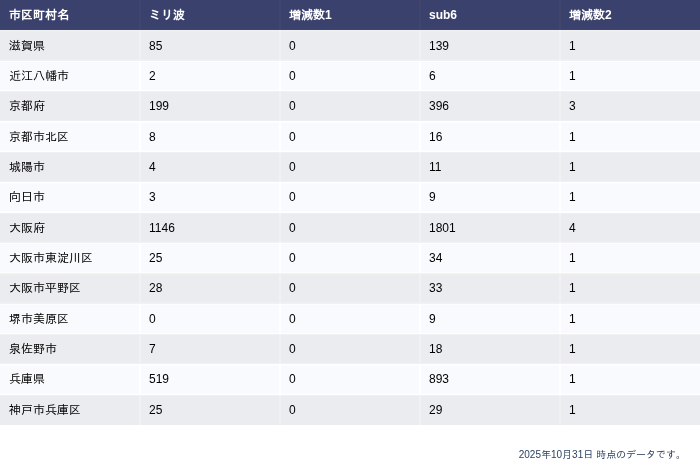 市区町村名 ミリ波 増減数1 sub6 増減数2
滋賀県 85 0 139 1
近江八幡市 2 0 6 1
京都府 199 0 396 3
京都市北区 8 0 16 1
城陽市 4 0 11 1
向日市 3 0 9 1
大阪府 1146 0 1801 4
大阪市東淀川区 25 0 34 1
大阪市平野区 28 0 33 1
堺市美原区 0 0 9 1
泉佐野市 7 0 18 1
兵庫県 519 0 893 1
神戸市兵庫区 25 0 29 1
2025年10月31日 時点のデータです。